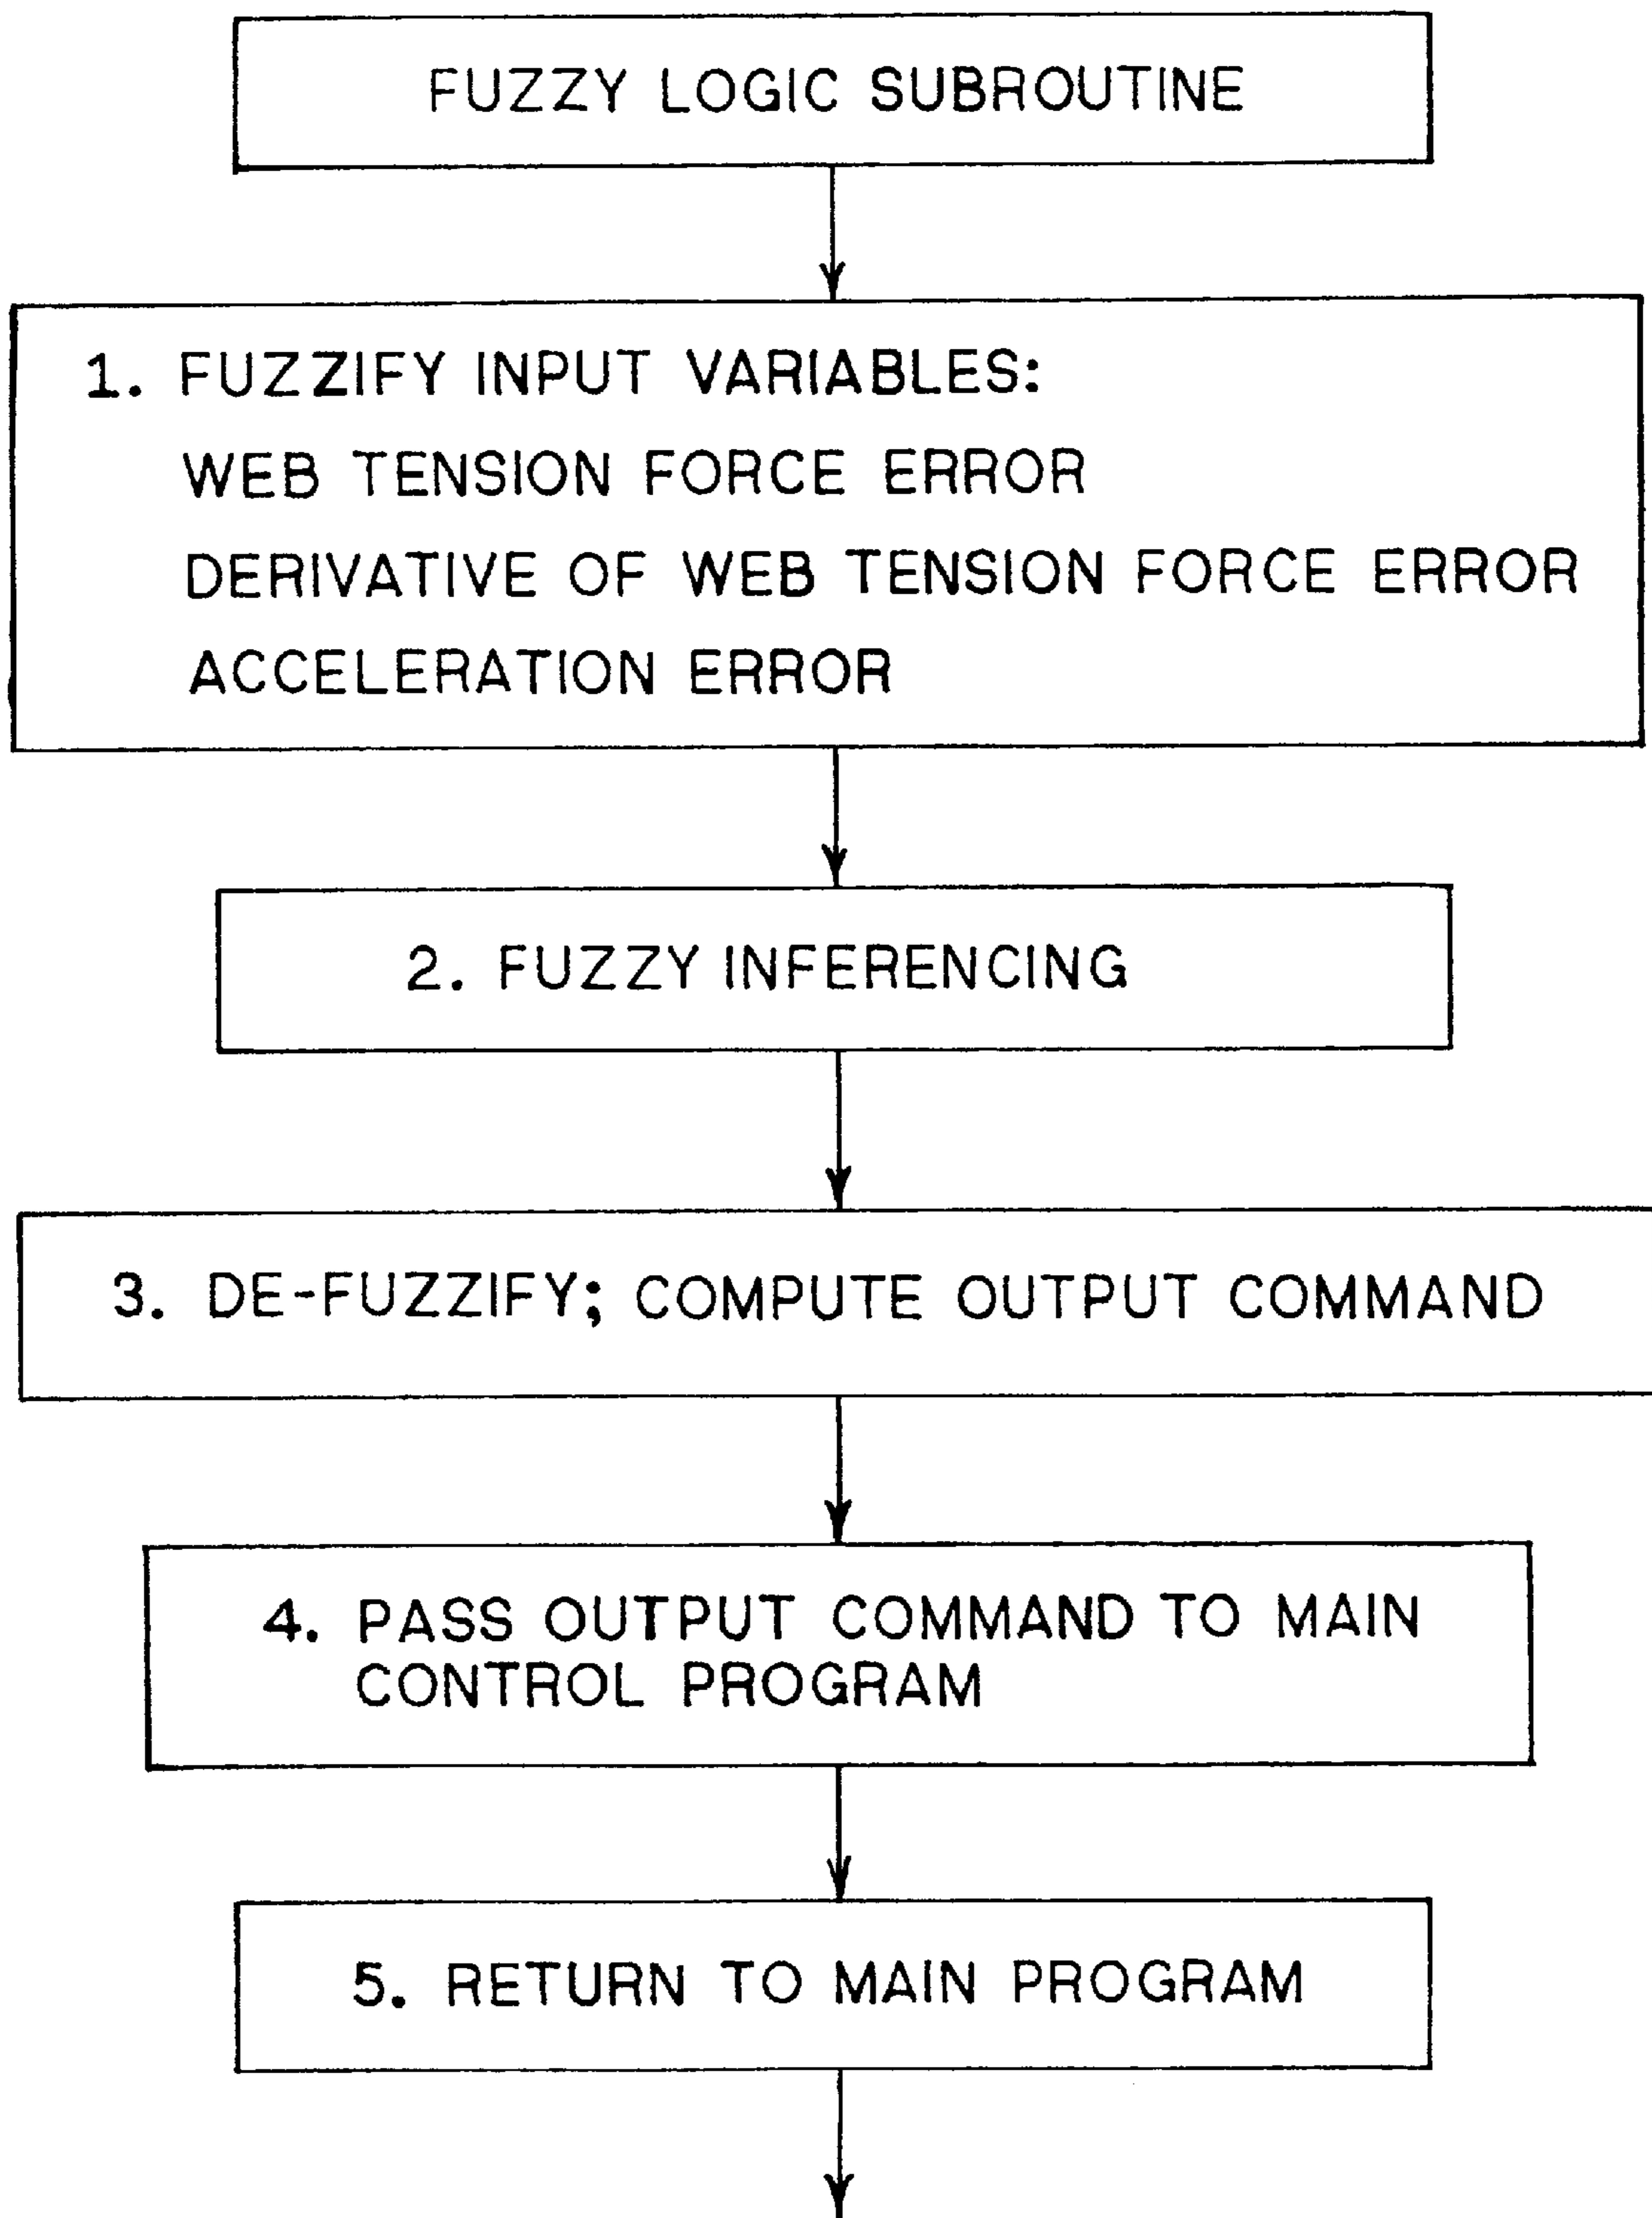 FUZZY LOGIC SUBROUTINE
1. FUZZIFY INPUT VARIABLES:
WEB TENSION FORCE ERROR
DERIVATIVE OF WEB TENSION FORCE ERROR
ACCELERATION ERROR
2. FUZZY INFERENCING
3. DE-FUZZIFY; COMPUTE OUTPUT COMMAND
4. PASS OUTPUT COMMAND TO MAIN
CONTROL PROGRAM
5. RETURN TO MAIN PROGRAM